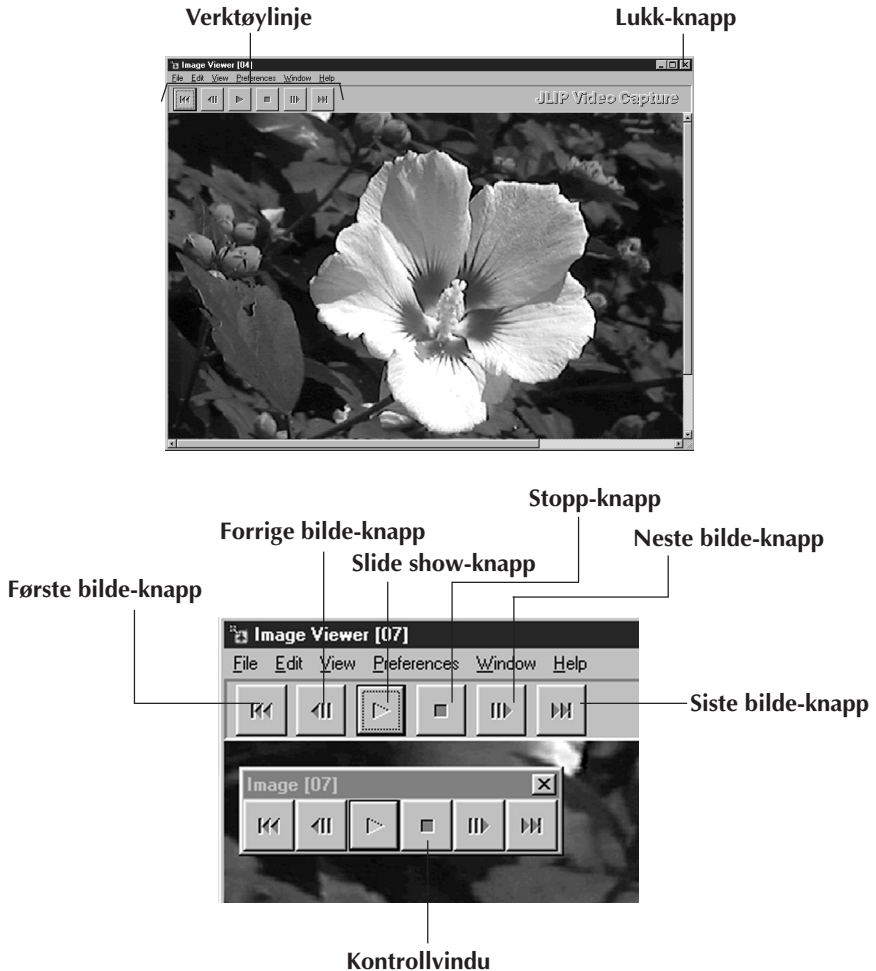 Verktøylinje
Lukk-knapp
Image Viewer [04]
File Edit View Preferences Window Help
JLIP Video Capture
Stopp-knapp
Forrige bilde-knapp
Neste bilde-knapp
Slide show-knapp
Første bilde-knapp
Image Viewer [07]
File Edit View Preferences Window Help
Siste bilde-knapp
Image [07]
Kontrollvindu